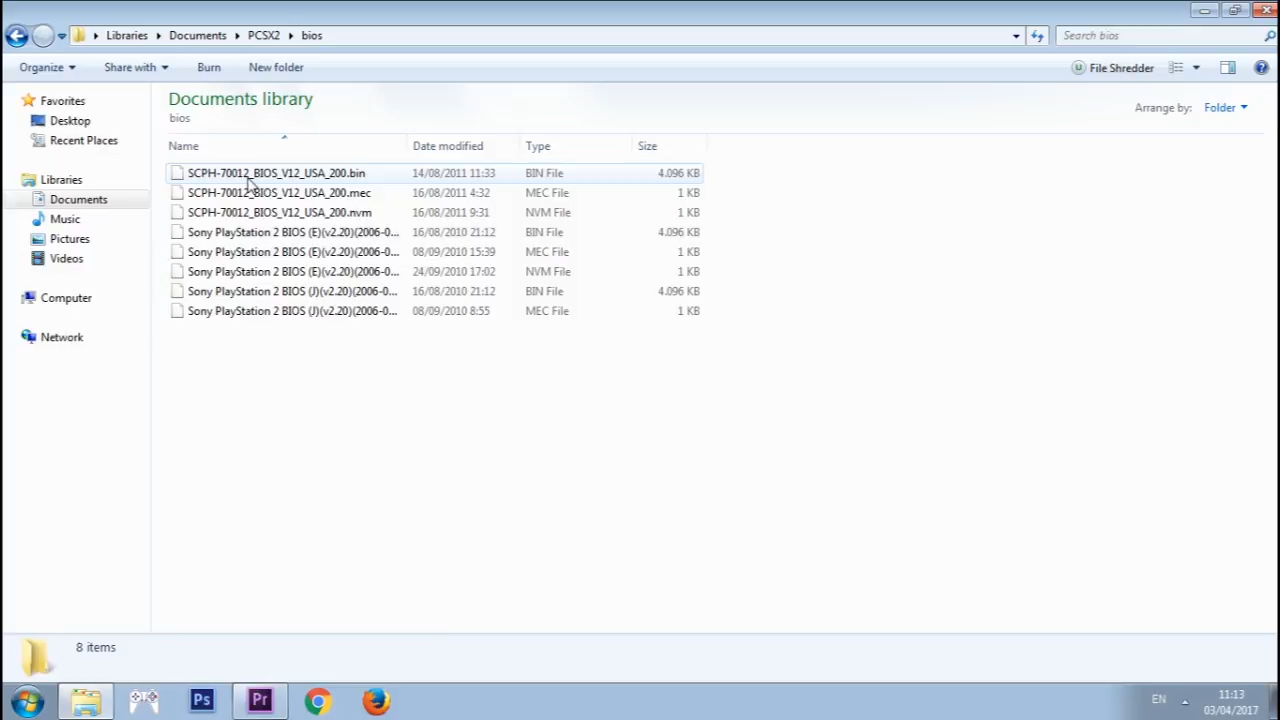 Libraries Documents PCSX2 bios Search bios
Organize Share with Burn New folder File Shredder
Favorites
Desktop
Recent Places
Libraries
Documents
Music
Pictures
Videos
Computer
Network
Documents library
bios
Arrange by: Folder
Name Date modified Type Size
SCPH-70012_BIOS_V12_USA_200.bin 14/08/2011 11:33 BIN File 4.096 KB
SCPH-70012_BIOS_V12_USA_200.mec 16/08/2011 4:32 MEC File 1 KB
SCPH-70012_BIOS_V12_USA_200.nvm 16/08/2011 9:31 NVM File 1 KB
Sony PlayStation 2 BIOS (E)(v2.20)(2006-0... 16/08/2010 21:12 BIN File 4.096 KB
Sony PlayStation 2 BIOS (E)(v2.20)(2006-0... 08/09/2010 15:39 MEC File 1 KB
Sony PlayStation 2 BIOS (E)(v2.20)(2006-0... 24/09/2010 17:02 NVM File 1 KB
Sony PlayStation 2 BIOS (J)(v2.20)(2006-0... 16/08/2010 21:12 BIN File 4.096 KB
Sony PlayStation 2 BIOS (J)(v2.20)(2006-0... 08/09/2010 8:55 MEC File 1 KB
8 items
Ps Pr EN 11:13
03/04/2017